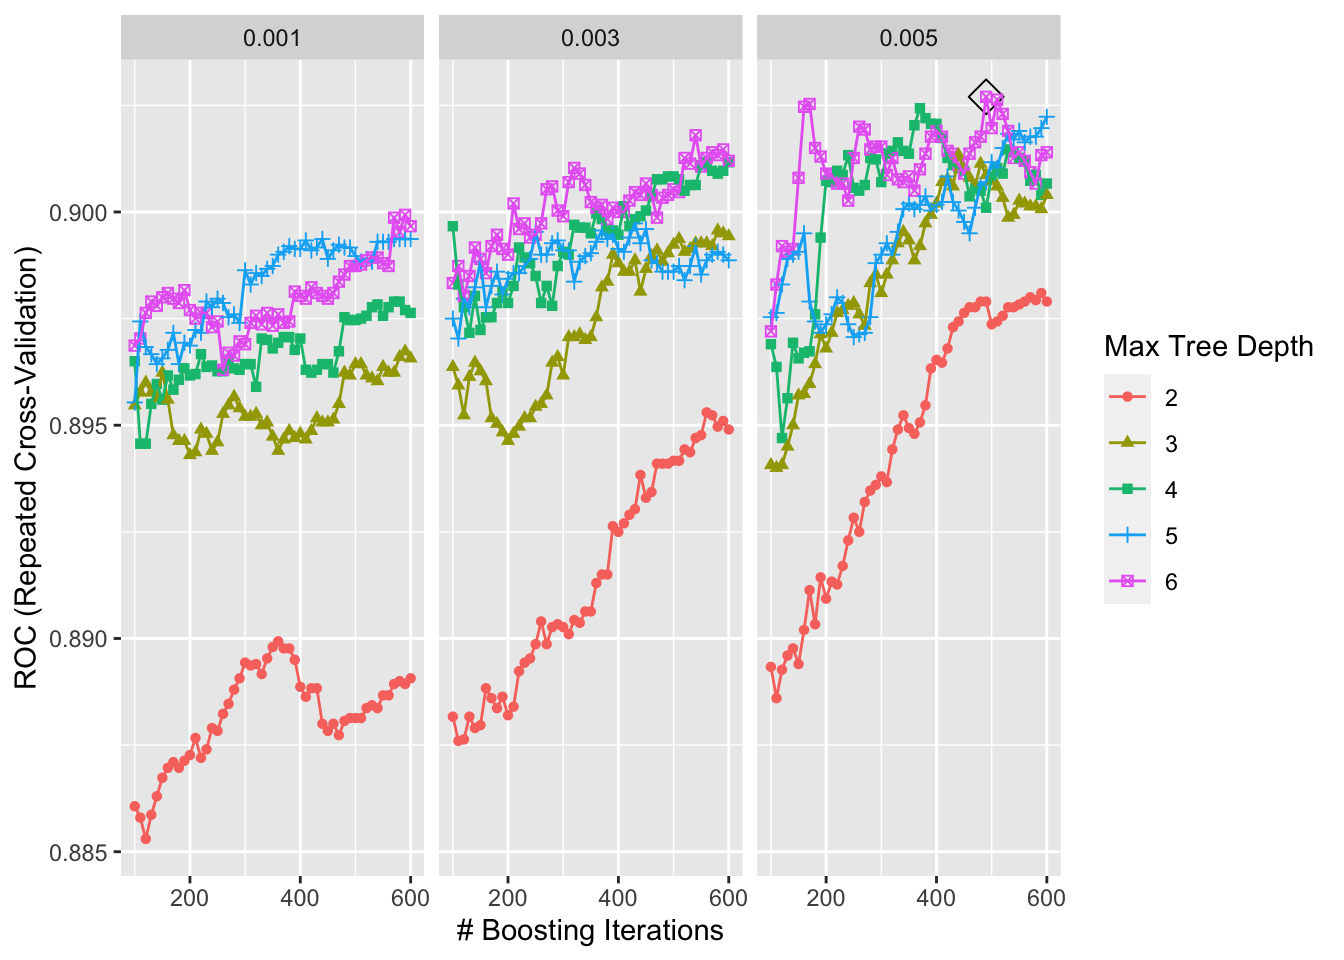 0.001 0.003 0.005
ROC (Repeated Cross-Validation)
0.900
0.895
0.890
0.885
200 400 600 200 400 600 200 400 600
# Boosting Iterations
Max Tree Depth
2
3
4
5
6